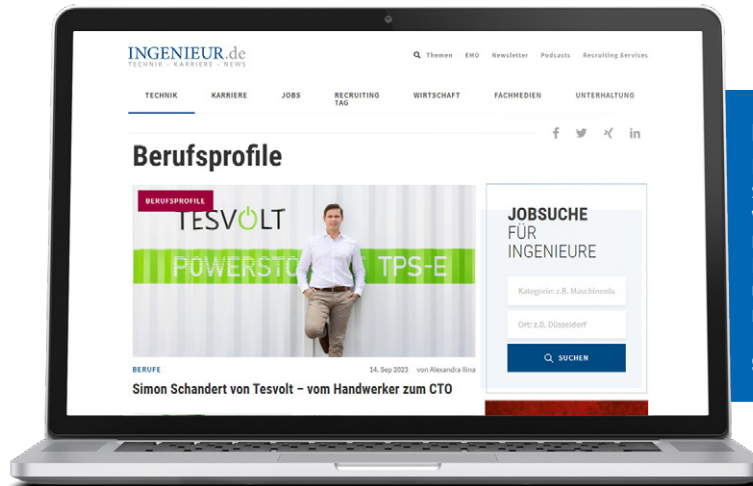 INGENIEUR.de
TECHNIK - KARRIERE - NEWS
Themen EMO Newsletter Podcasts Recruiting Services
TECHNIK KARRIERE JOBS RECRUITING TAG WIRTSCHAFT FACHMEDIEN UNTERHALTUNG
f in
Berufsprofile
BERUFSPROFILE
TESVOLT
POWERSTO TPS-E
JOBSUCHE
FÜR
INGENIEURE
Kategorie: z.B. Maschinenba
Ort: z.B. Düsseldorf
SUCHEN
BERUFE 14. Sep 2023 von Alexandra Ilina
Simon Schandert von Tesvolt – vom Handwerker zum CTO